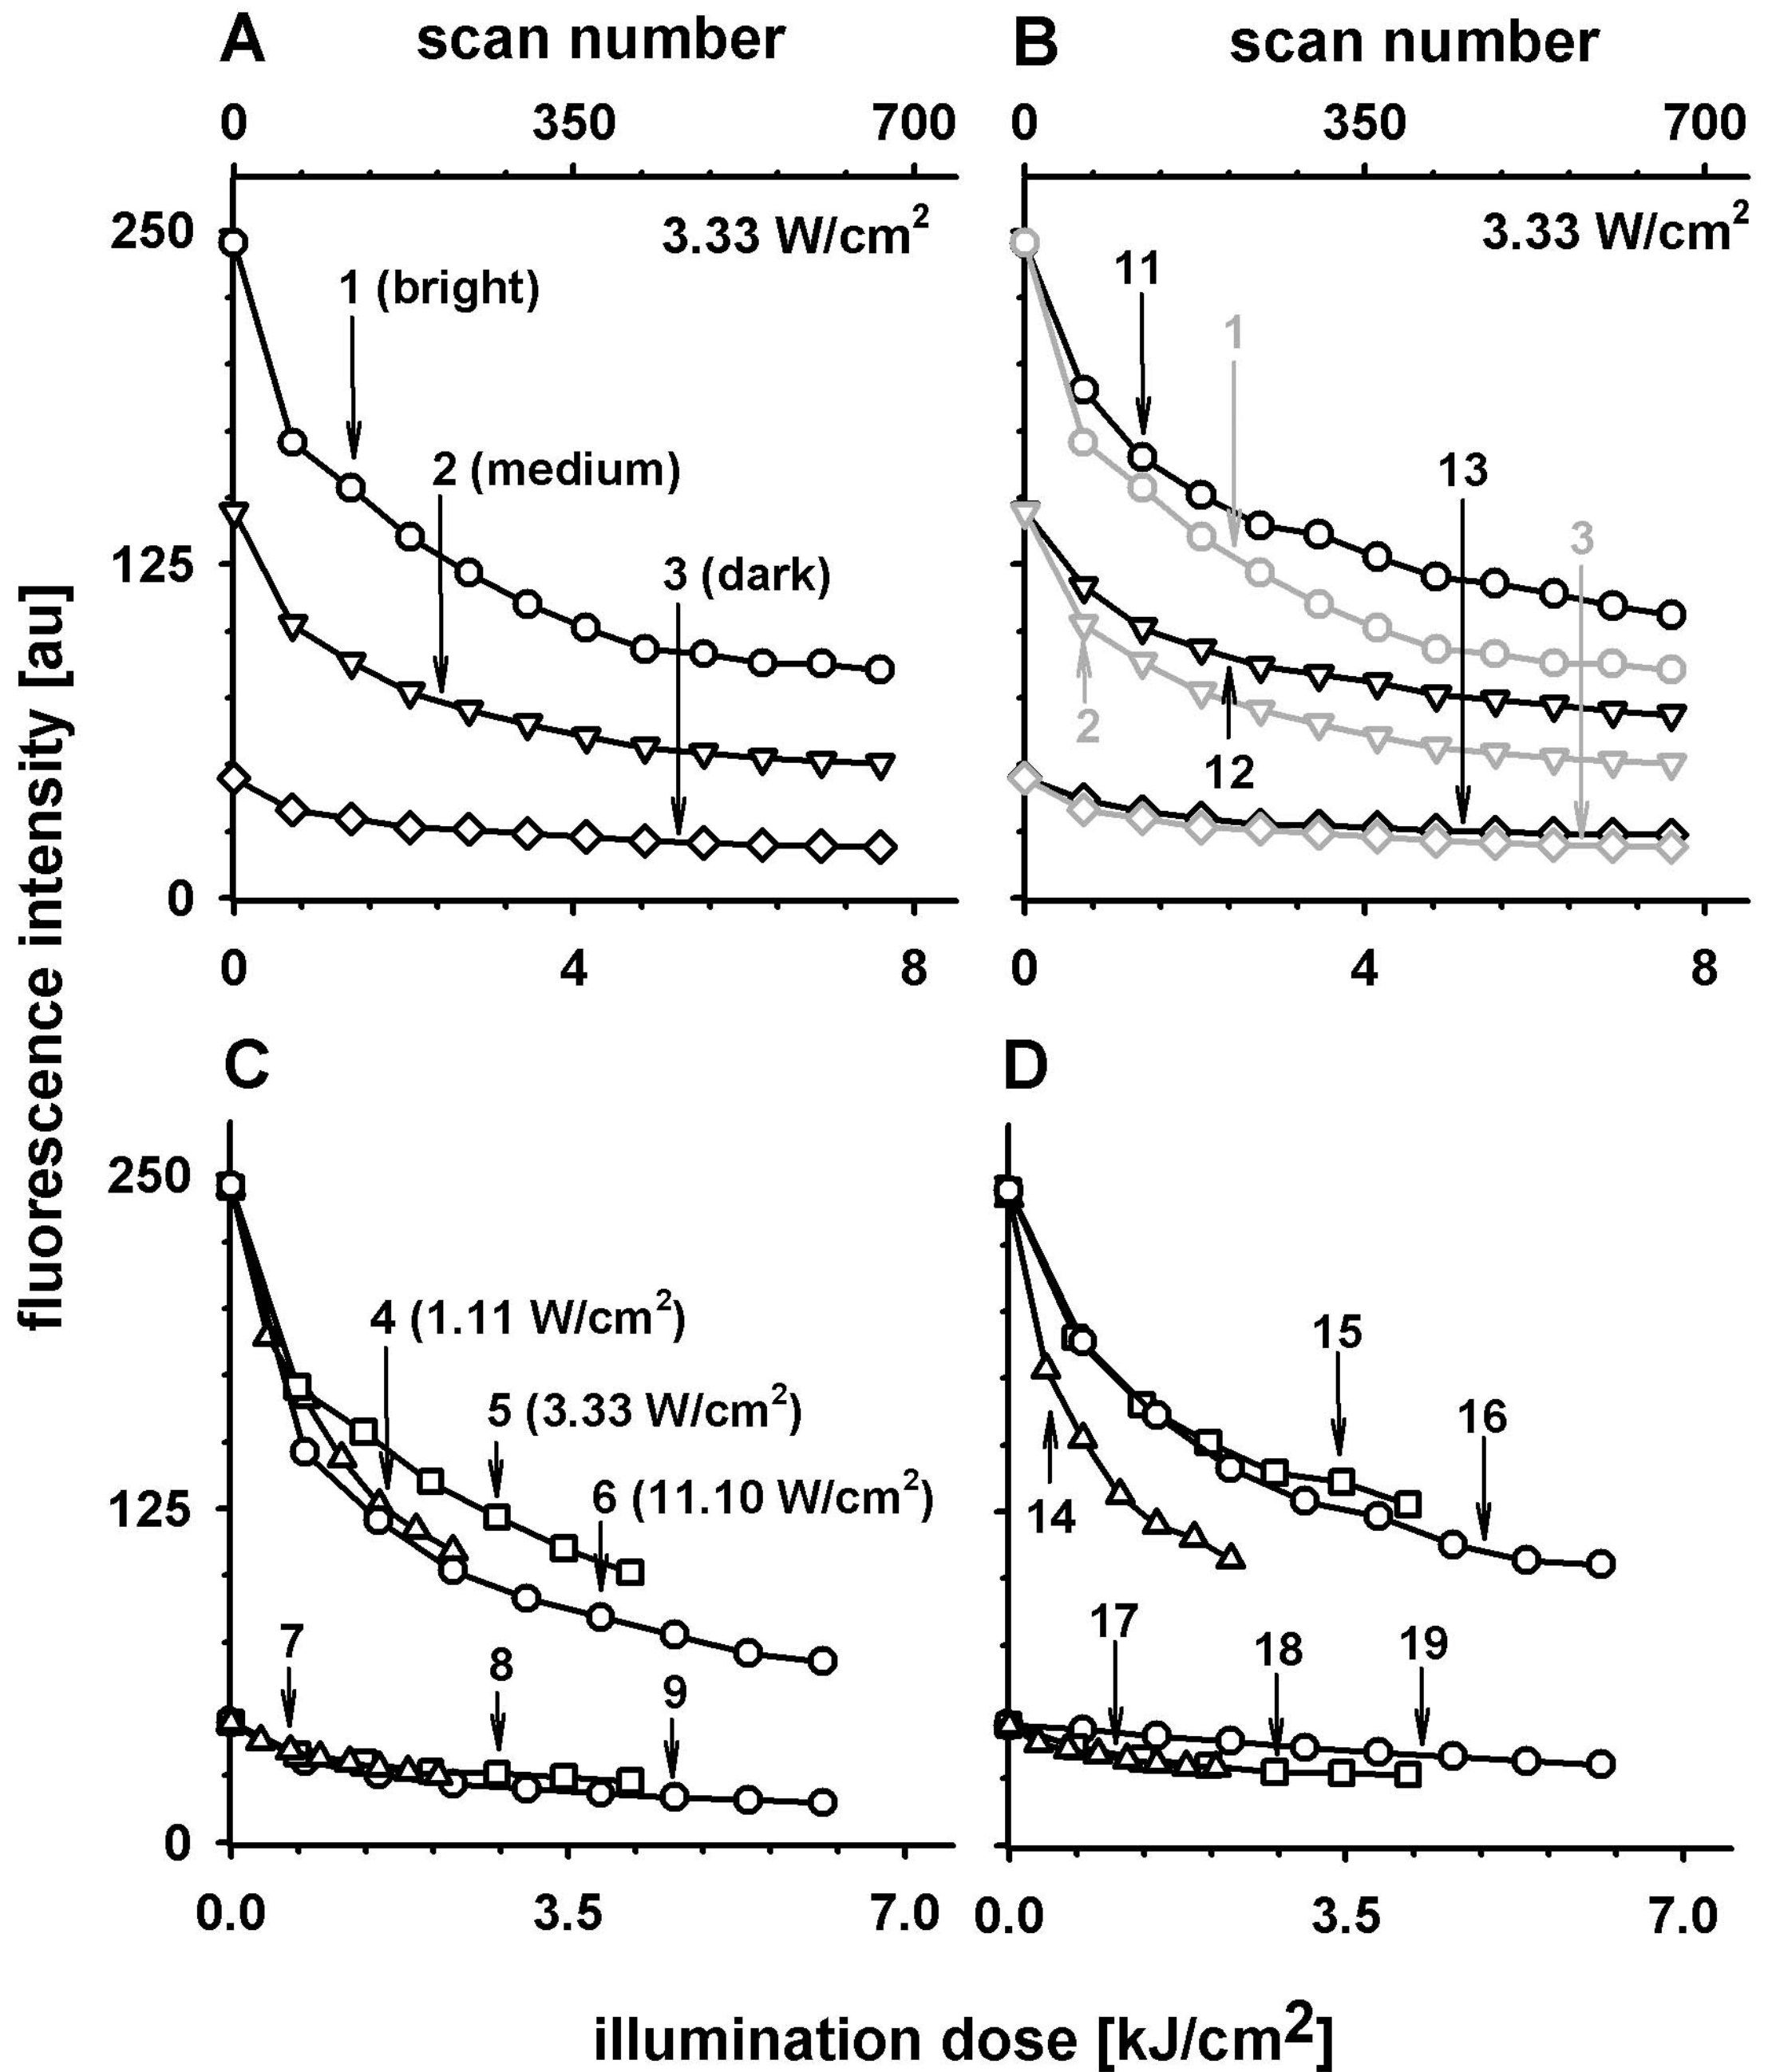 A scan number
0 350 700
250
125
0
3.33 W/cm²
1 (bright)
2 (medium)
3 (dark)
0 4 8
B scan number
0 350 700
3.33 W/cm²
11
1
13
3
2
12
0 4 8
fluorescence intensity [au]
C
250
125
0
4 (1.11 W/cm²)
5 (3.33 W/cm²)
6 (11.10 W/cm²)
7
8
9
0.0 3.5 7.0
D
15
16
14
17
18
19
0.0 3.5 7.0
illumination dose [kJ/cm2]